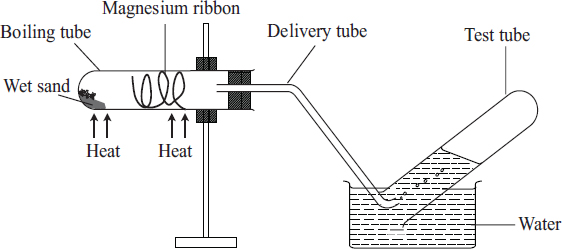 Magnesium ribbon
Boiling tube
Delivery tube
Test tube
Wet sand
Heat
Heat
Water